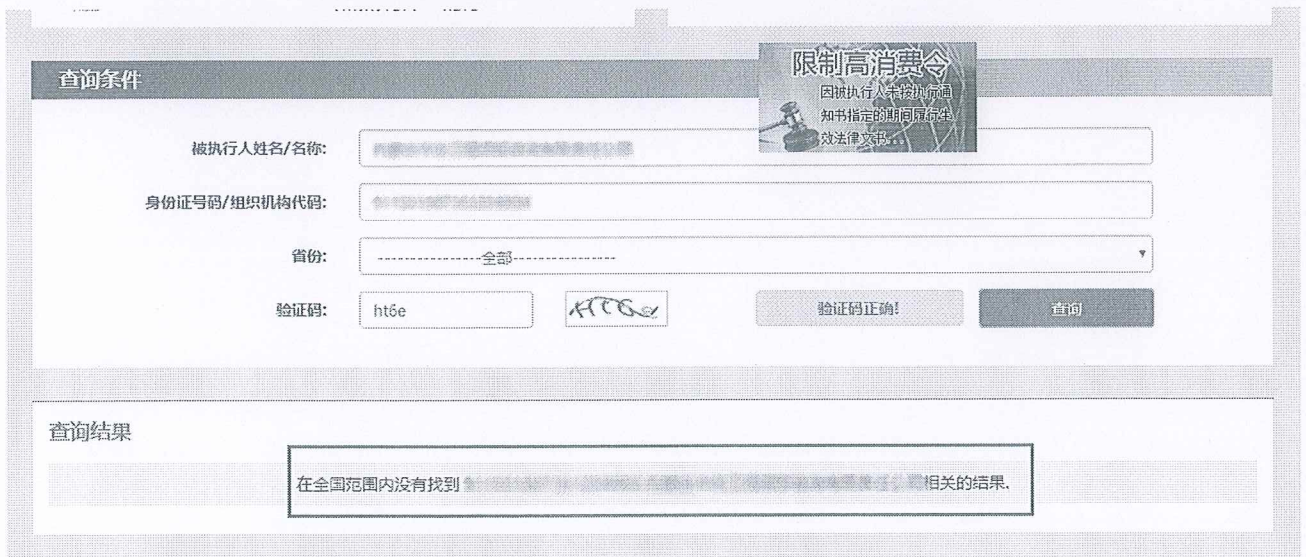 查询条件
限制高消费令
因被执行人未按执行通
知书指定的期间履行生
效法律文书...
被执行人姓名/名称:
身份证号码/组织机构代码:
省份: -----------------全部-----------------
验证码: ht6e HT6e 验证码正确! 查询
查询结果
在全国范围内没有找到 相关的结果.